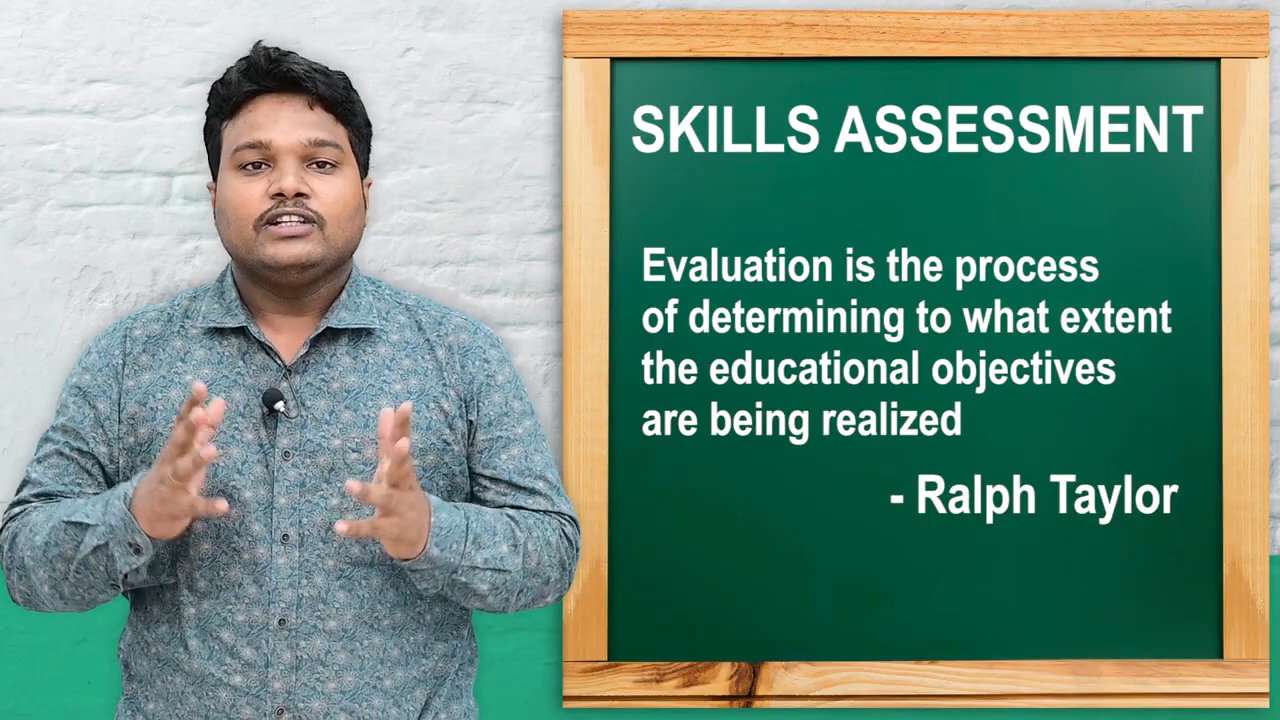 SKILLS ASSESSMENT
Evaluation is the process
of determining to what extent
the educational objectives
are being realized
- Ralph Taylor